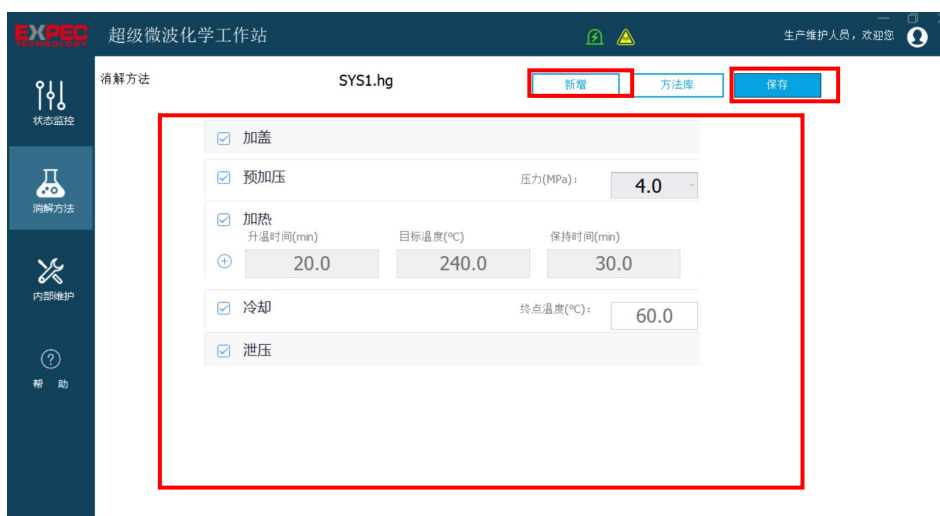 EXPEC
TECHNOLOGY
超级微波化学工作站
生产维护人员，欢迎您
状态监控
消解方法
内部维护
帮 助
消解方法
SYS1.hg
新增
方法库
保存
加盖
预加压
压力(MPa)：
4.0
加热
升温时间(min)
目标温度(℃)
保持时间(min)
20.0
240.0
30.0
冷却
终点温度(℃)：
60.0
泄压